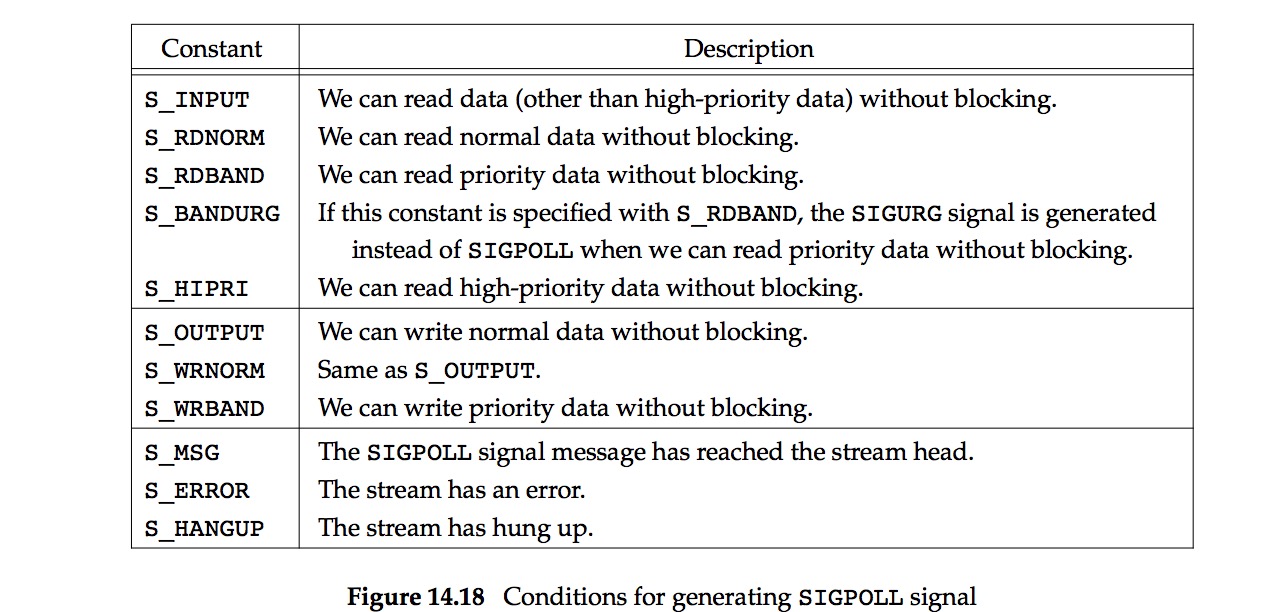 Constant Description
S_INPUT We can read data (other than high-priority data) without blocking.
S_RDNORM We can read normal data without blocking.
S_RDBAND We can read priority data without blocking.
S_BANDURG If this constant is specified with S_RDBAND, the SIGURG signal is generated
instead of SIGPOLL when we can read priority data without blocking.
S_HIPRI We can read high-priority data without blocking.
S_OUTPUT We can write normal data without blocking.
S_WRNORM Same as S_OUTPUT.
S_WRBAND We can write priority data without blocking.
S_MSG The SIGPOLL signal message has reached the stream head.
S_ERROR The stream has an error.
S_HANGUP The stream has hung up.
Figure 14.18 Conditions for generating SIGPOLL signal